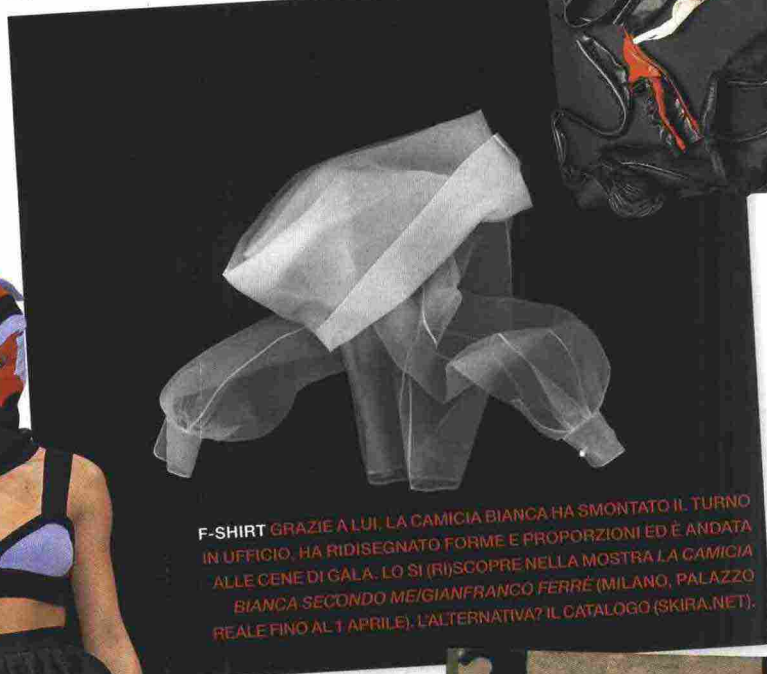 F-SHIRT GRAZIE A LUI, LA CAMICIA BIANCA HA SMONTATO IL TURNO
IN UFFICIO, HA RIDISEGNATO FORME E PROPORZIONI ED È ANDATA
ALLE CENE DI GALA. LO SI (RI)SCOPRE NELLA MOSTRA LA CAMICIA
BIANCA SECONDO ME/GIANFRANCO FERRÉ (MILANO, PALAZZO
REALE FINO AL 1 APRILE). L'ALTERNATIVA? IL CATALOGO (SKIRA.NET).